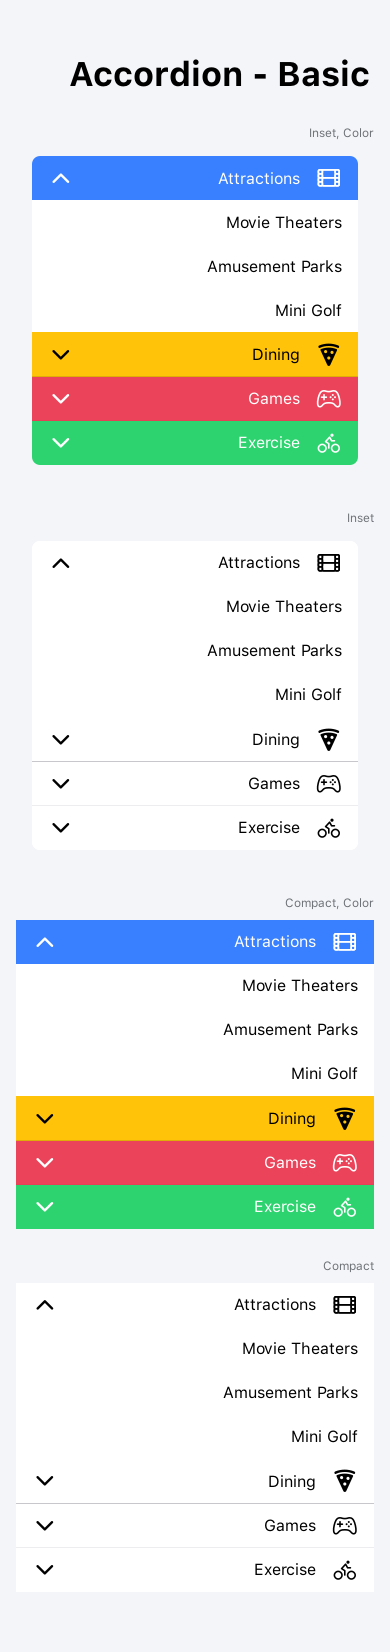 Accordion - Basic
Inset, Color
Attractions
Movie Theaters
Amusement Parks
Mini Golf
Dining
Games
Exercise
Inset
Attractions
Movie Theaters
Amusement Parks
Mini Golf
Dining
Games
Exercise
Compact, Color
Attractions
Movie Theaters
Amusement Parks
Mini Golf
Dining
Games
Exercise
Compact
Attractions
Movie Theaters
Amusement Parks
Mini Golf
Dining
Games
Exercise